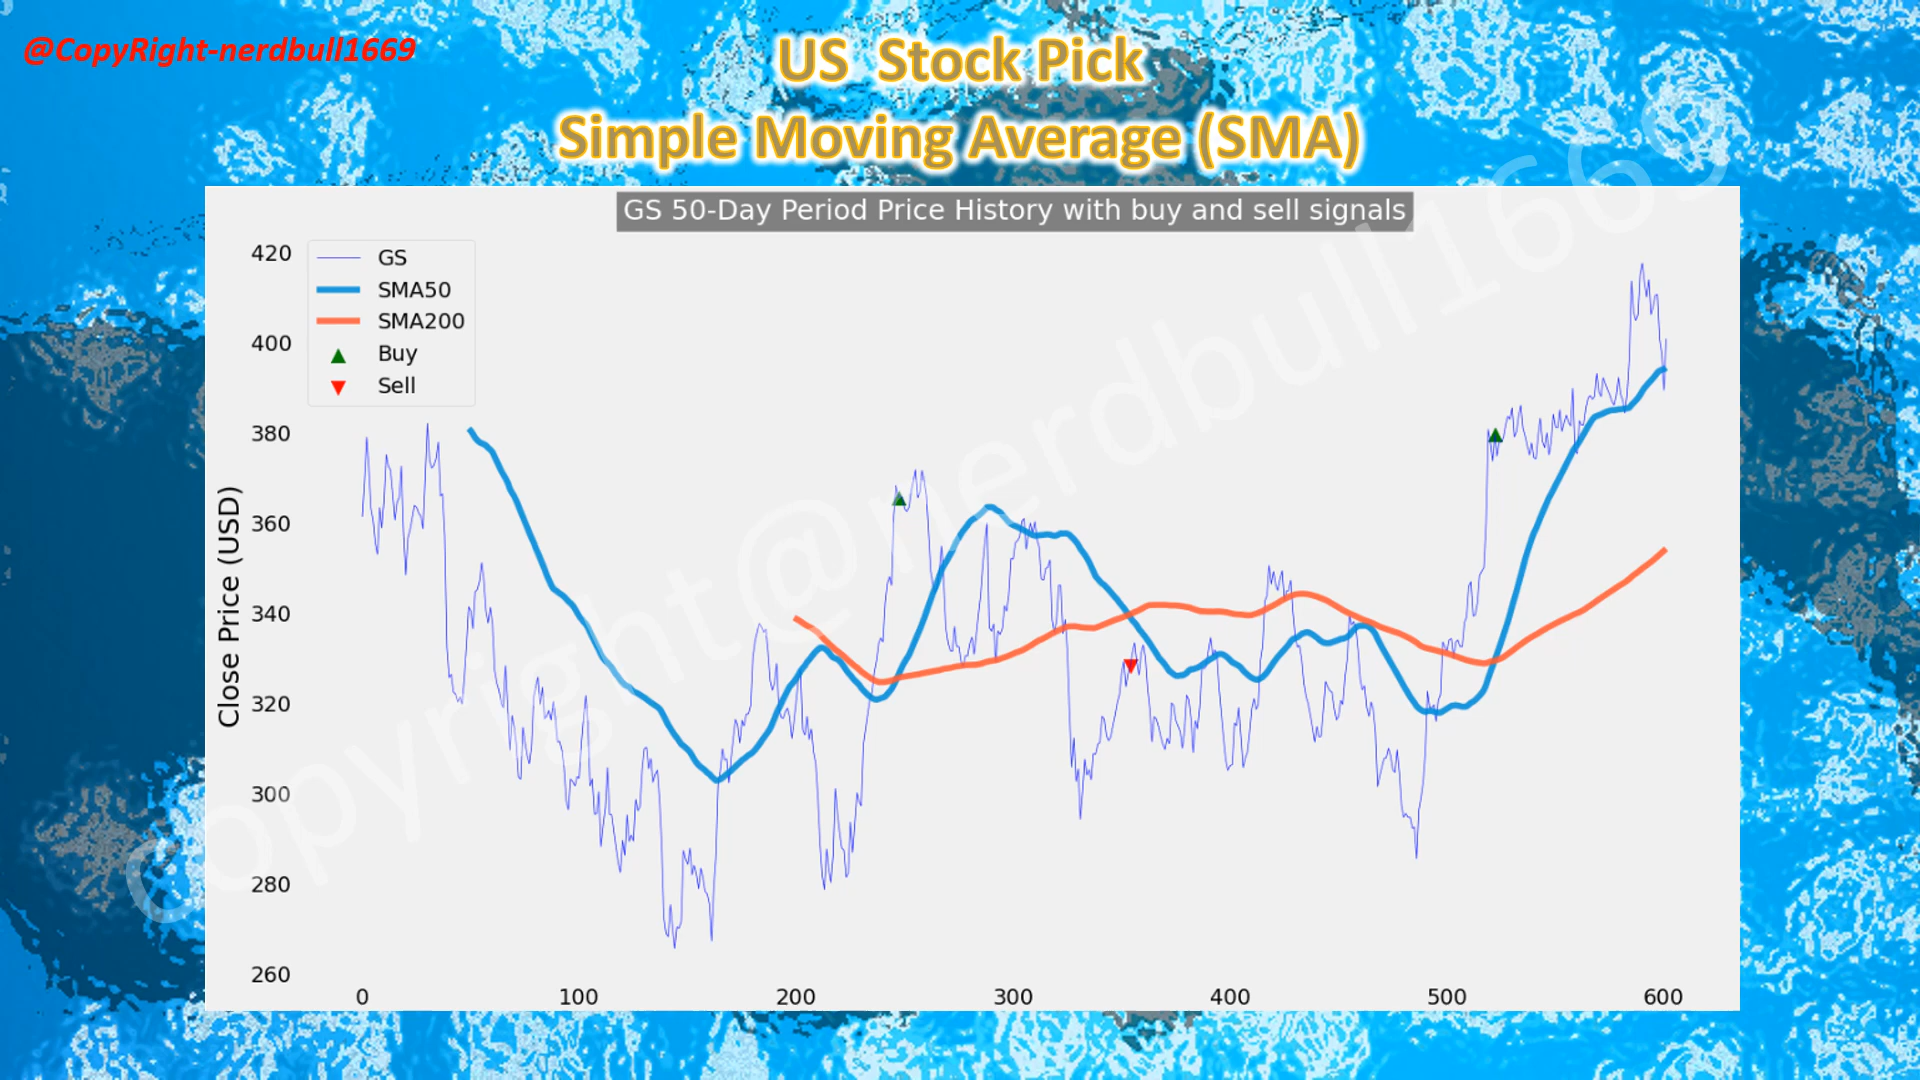 @CopyRight-nerdbull1669
US  Stock Pick
Simple Moving Average (SMA)
GS 50-Day Period Price History with buy and sell signals
GS
SMA50
SMA200
Buy
Sell
Close Price (USD)
420
400
380
360
340
320
300
280
260
0 100 200 300 400 500 600
copyright@nerdbull1669